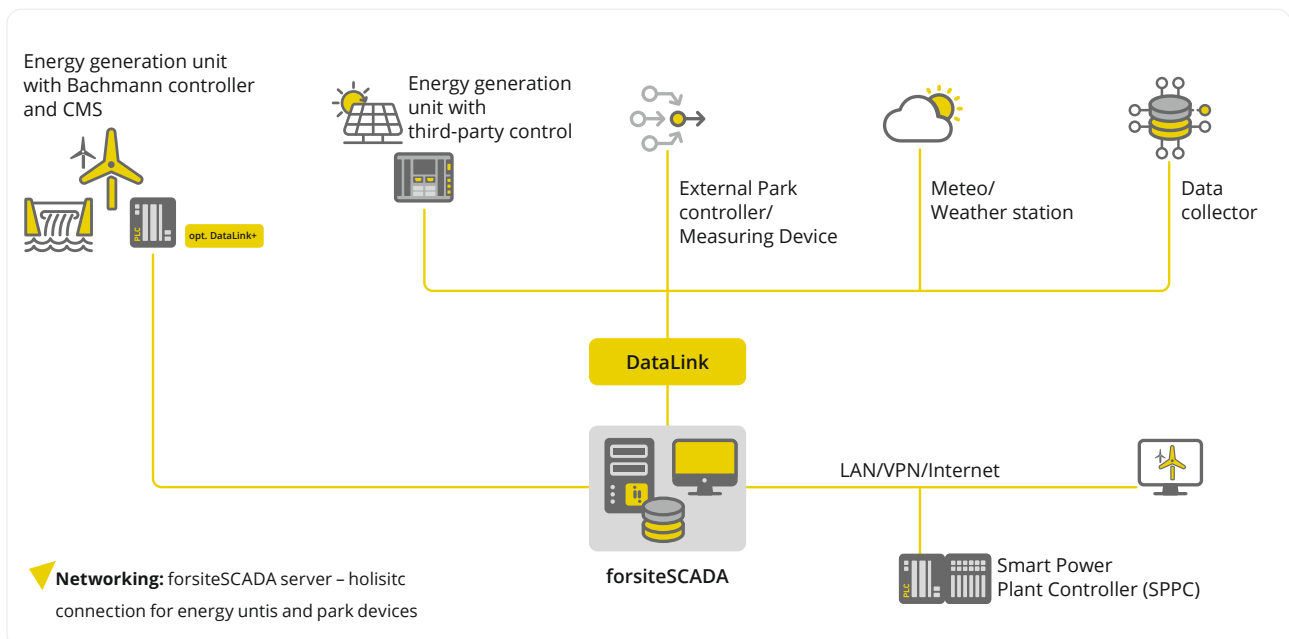 Energy generation unit
with Bachmann controller
and CMS
PLC
opt. DataLink+
Energy generation
unit with
third-party control
External Park
controller/
Measuring Device
Meteo/
Weather station
Data
collector
DataLink
forsiteSCADA
LAN/VPN/Internet
PLC
Smart Power
Plant Controller (SPPC)
Networking: forsiteSCADA server – holisitc
connection for energy untis and park devices